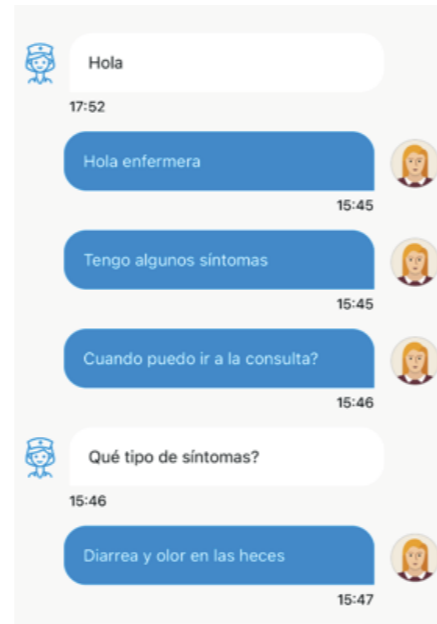 Hola
17:52
Hola enfermera
15:45
Tengo algunos síntomas
15:45
Cuando puedo ir a la consulta?
15:46
Qué tipo de síntomas?
15:46
Diarrea y olor en las heces
15:47